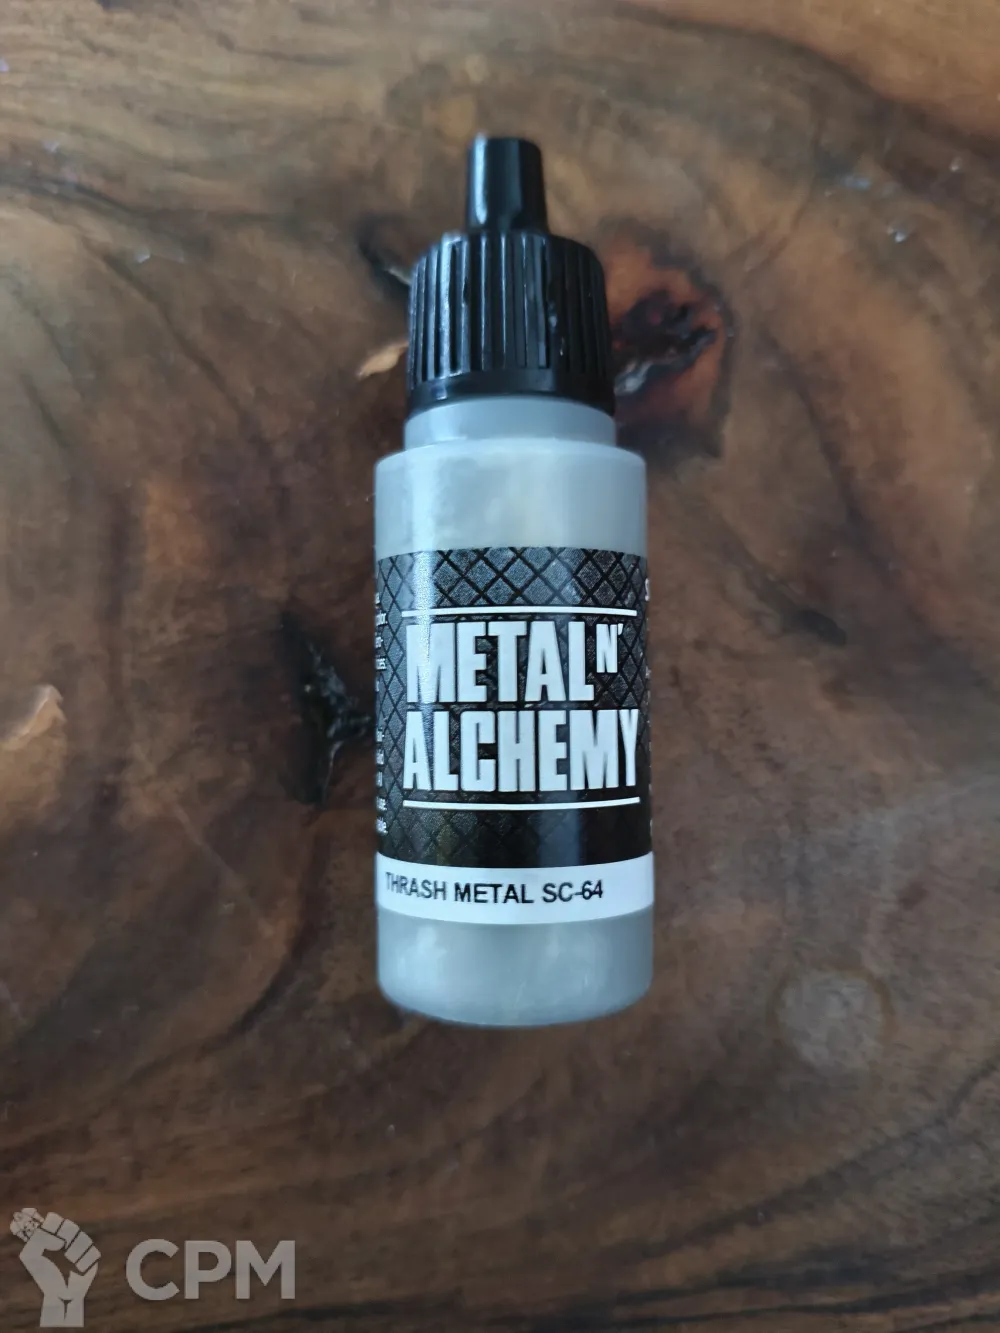 METAL N'
ALCHEMY
THRASH METAL SC-64
CPM